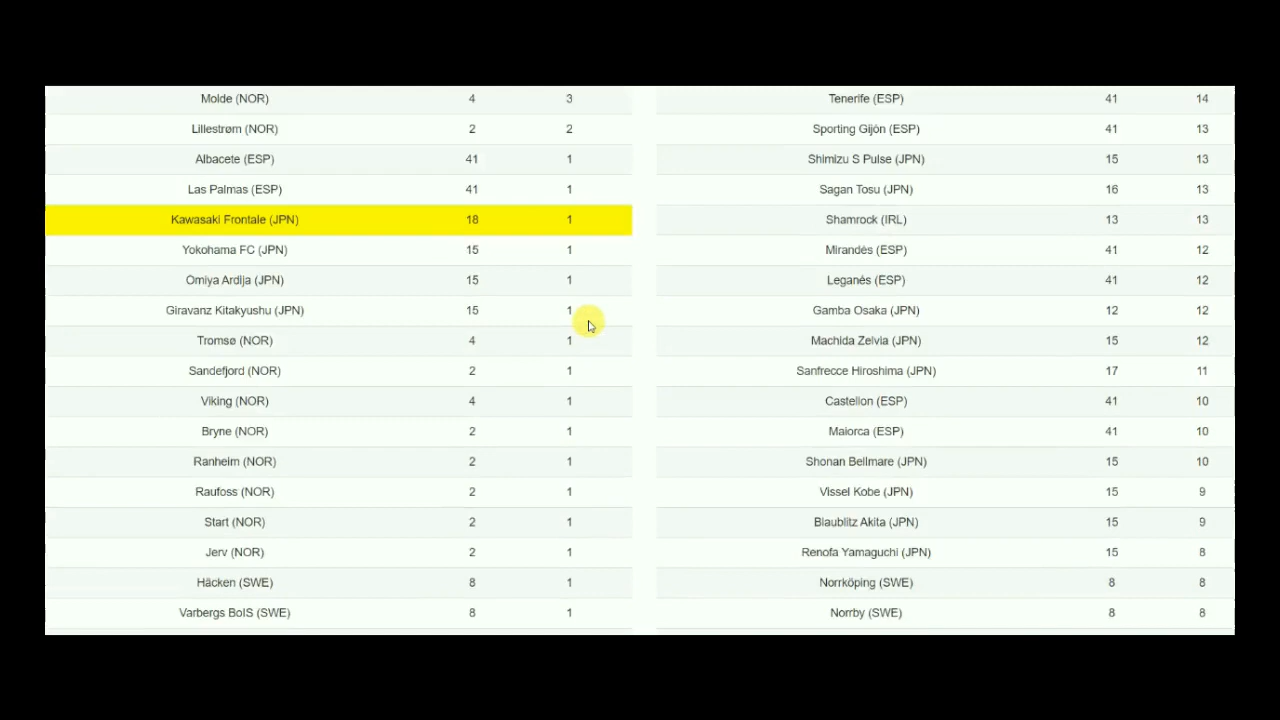 Molde (NOR) 4 3
Lillestrøm (NOR) 2 2
Albacete (ESP) 41 1
Las Palmas (ESP) 41 1
Kawasaki Frontale (JPN) 18 1
Yokohama FC (JPN) 15 1
Omiya Ardija (JPN) 15 1
Giravanz Kitakyushu (JPN) 15 1
Tromsø (NOR) 4 1
Sandefjord (NOR) 2 1
Viking (NOR) 4 1
Bryne (NOR) 2 1
Ranheim (NOR) 2 1
Raufoss (NOR) 2 1
Start (NOR) 2 1
Jerv (NOR) 2 1
Häcken (SWE) 8 1
Varbergs BoIS (SWE) 8 1
Tenerife (ESP) 41 14
Sporting Gijón (ESP) 41 13
Shimizu S Pulse (JPN) 15 13
Sagan Tosu (JPN) 16 13
Shamrock (IRL) 13 13
Mirandés (ESP) 41 12
Leganés (ESP) 41 12
Gamba Osaka (JPN) 12 12
Machida Zelvia (JPN) 15 12
Sanfrecce Hiroshima (JPN) 17 11
Castellon (ESP) 41 10
Maiorca (ESP) 41 10
Shonan Bellmare (JPN) 15 10
Vissel Kobe (JPN) 15 9
Blaublitz Akita (JPN) 15 9
Renofa Yamaguchi (JPN) 15 8
Norrköping (SWE) 8 8
Norrby (SWE) 8 8